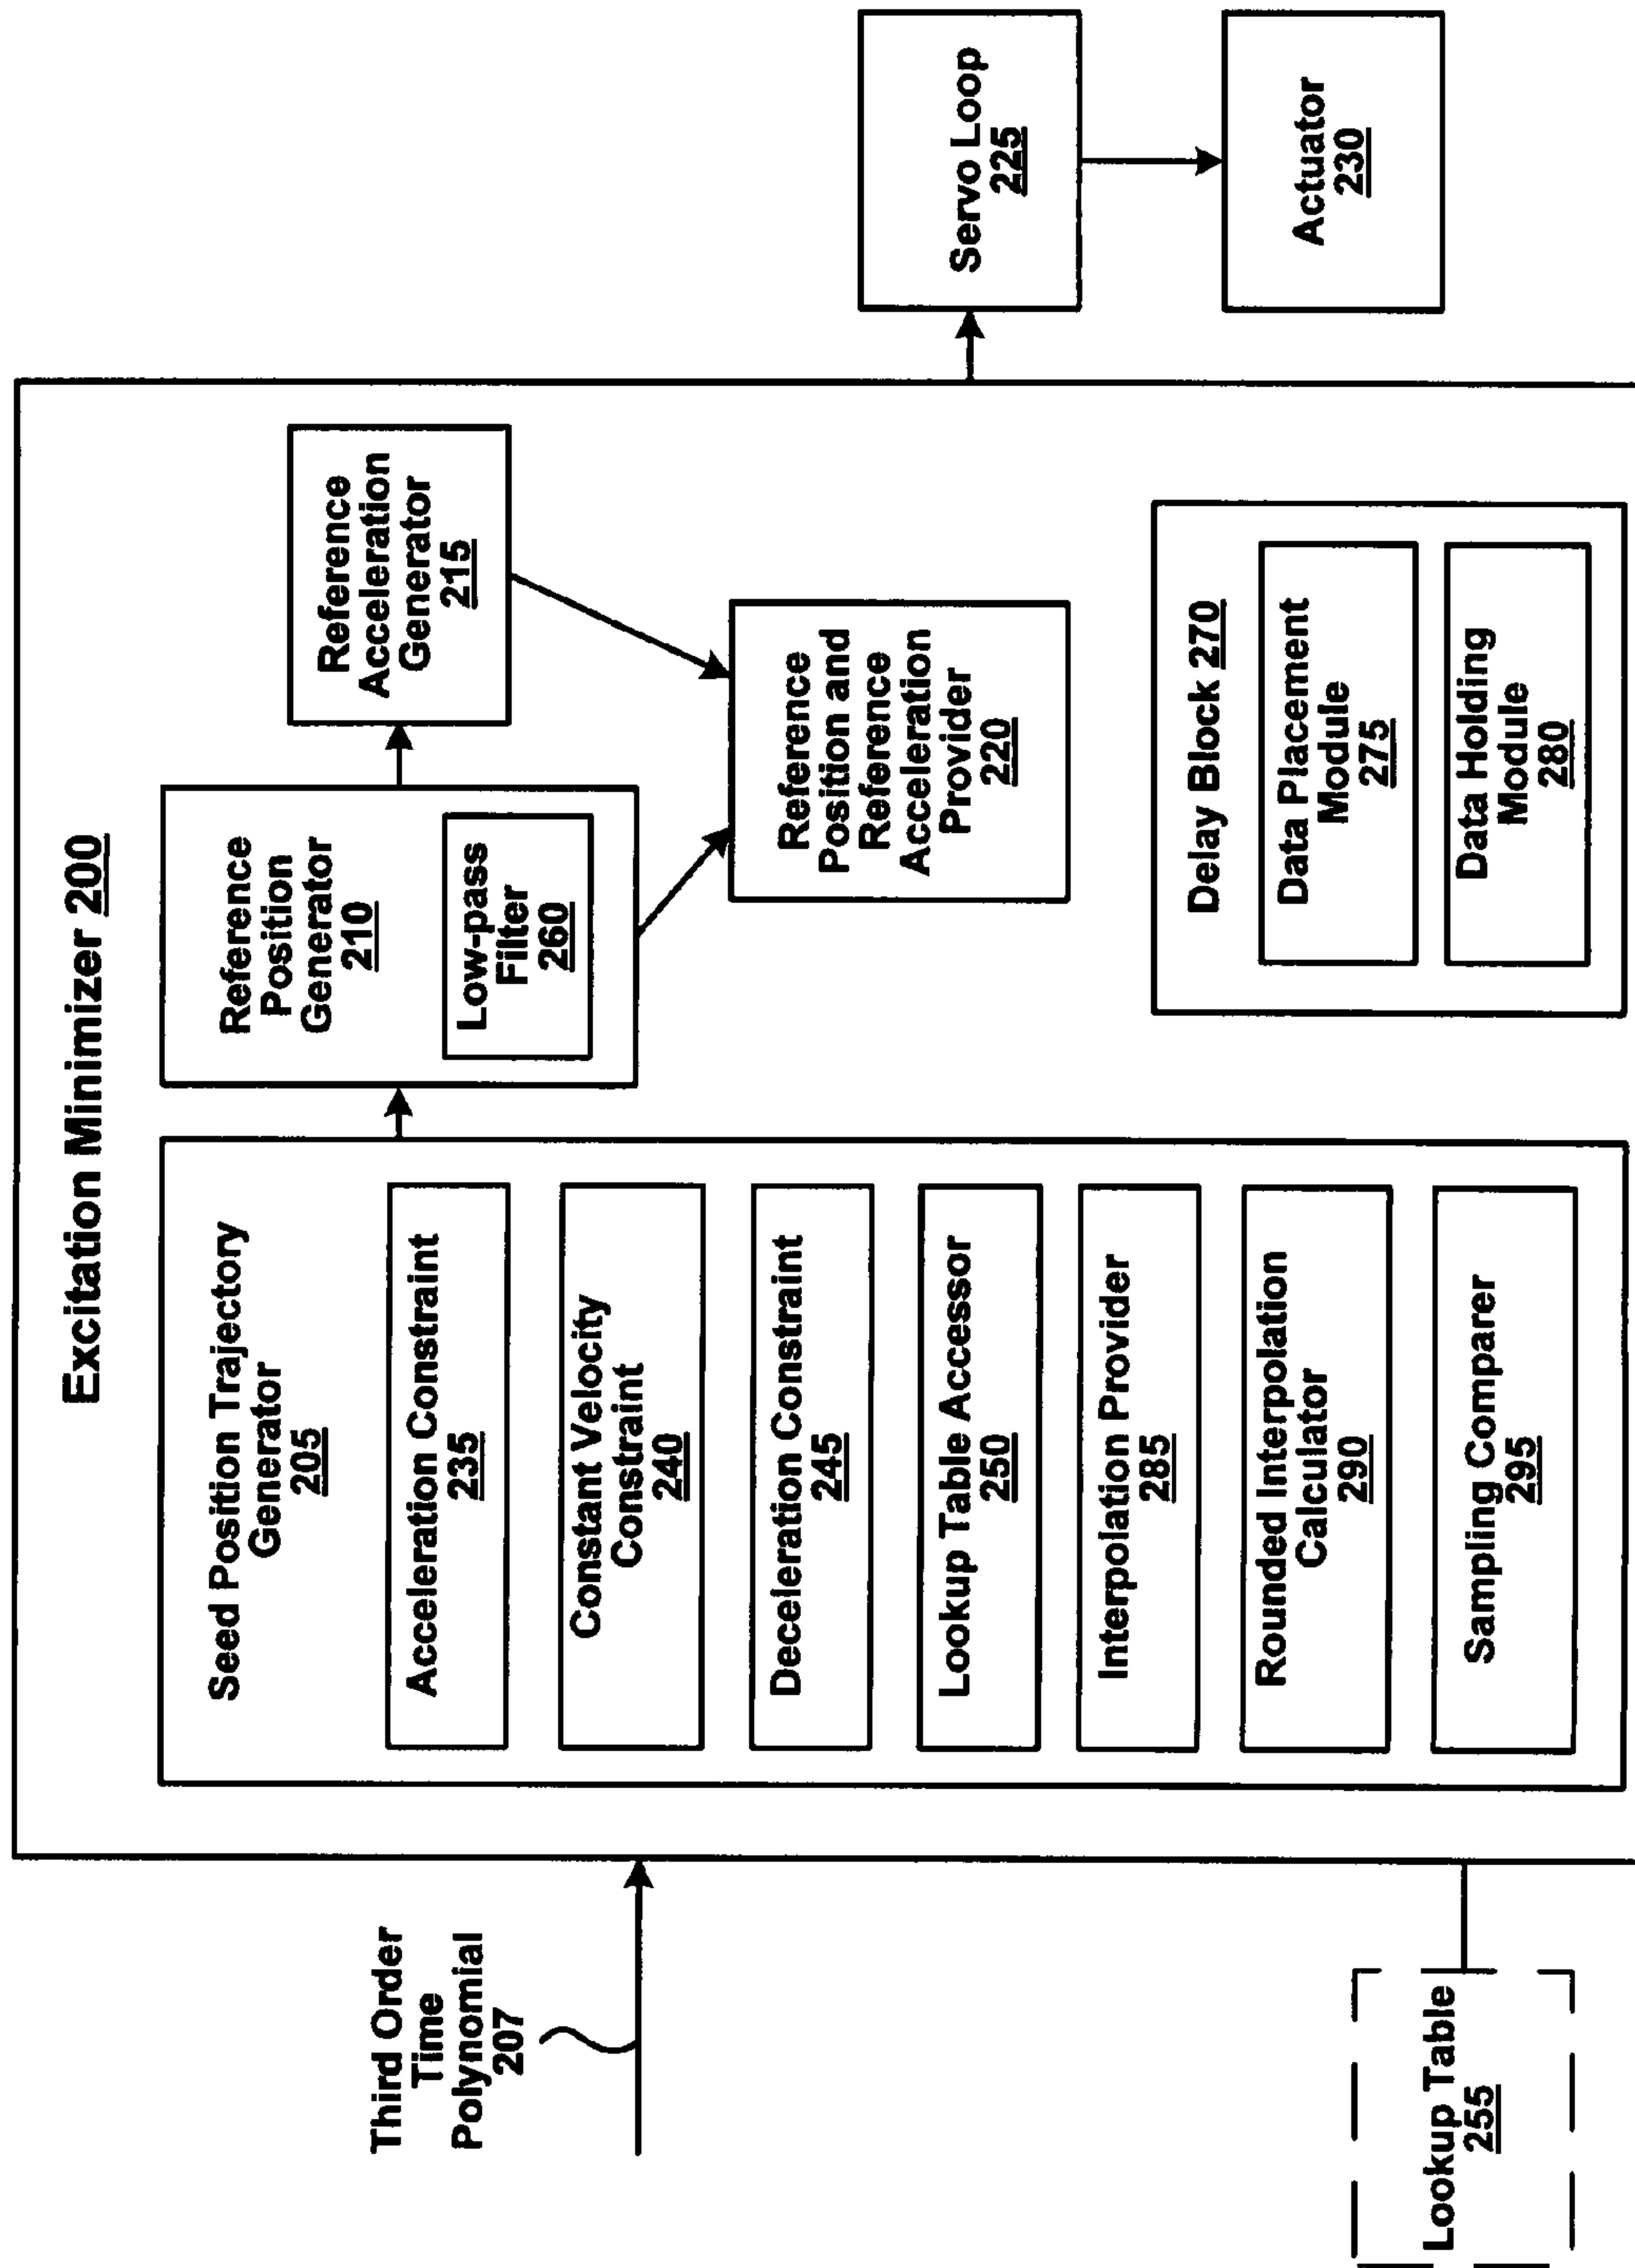 Excitation Minimizer 200
Third Order
Time
Polynomial
207
Lookup Table
255
Seed Position Trajectory
Generator
205
Acceleration Constraint
235
Constant Velocity
Constraint
240
Deceleration Constraint
245
Lookup Table Accessor
250
Interpolation Provider
285
Rounded Interpolation
Calculator
290
Sampling Comparer
295
Reference
Position
Generator
210
Low-pass
Filter
260
Reference
Acceleration
Generator
215
Reference
Position and
Reference
Acceleration
Provider
220
Delay Block 270
Data Placement
Module
275
Data Holding
Module
280
Servo Loop
225
Actuator
230